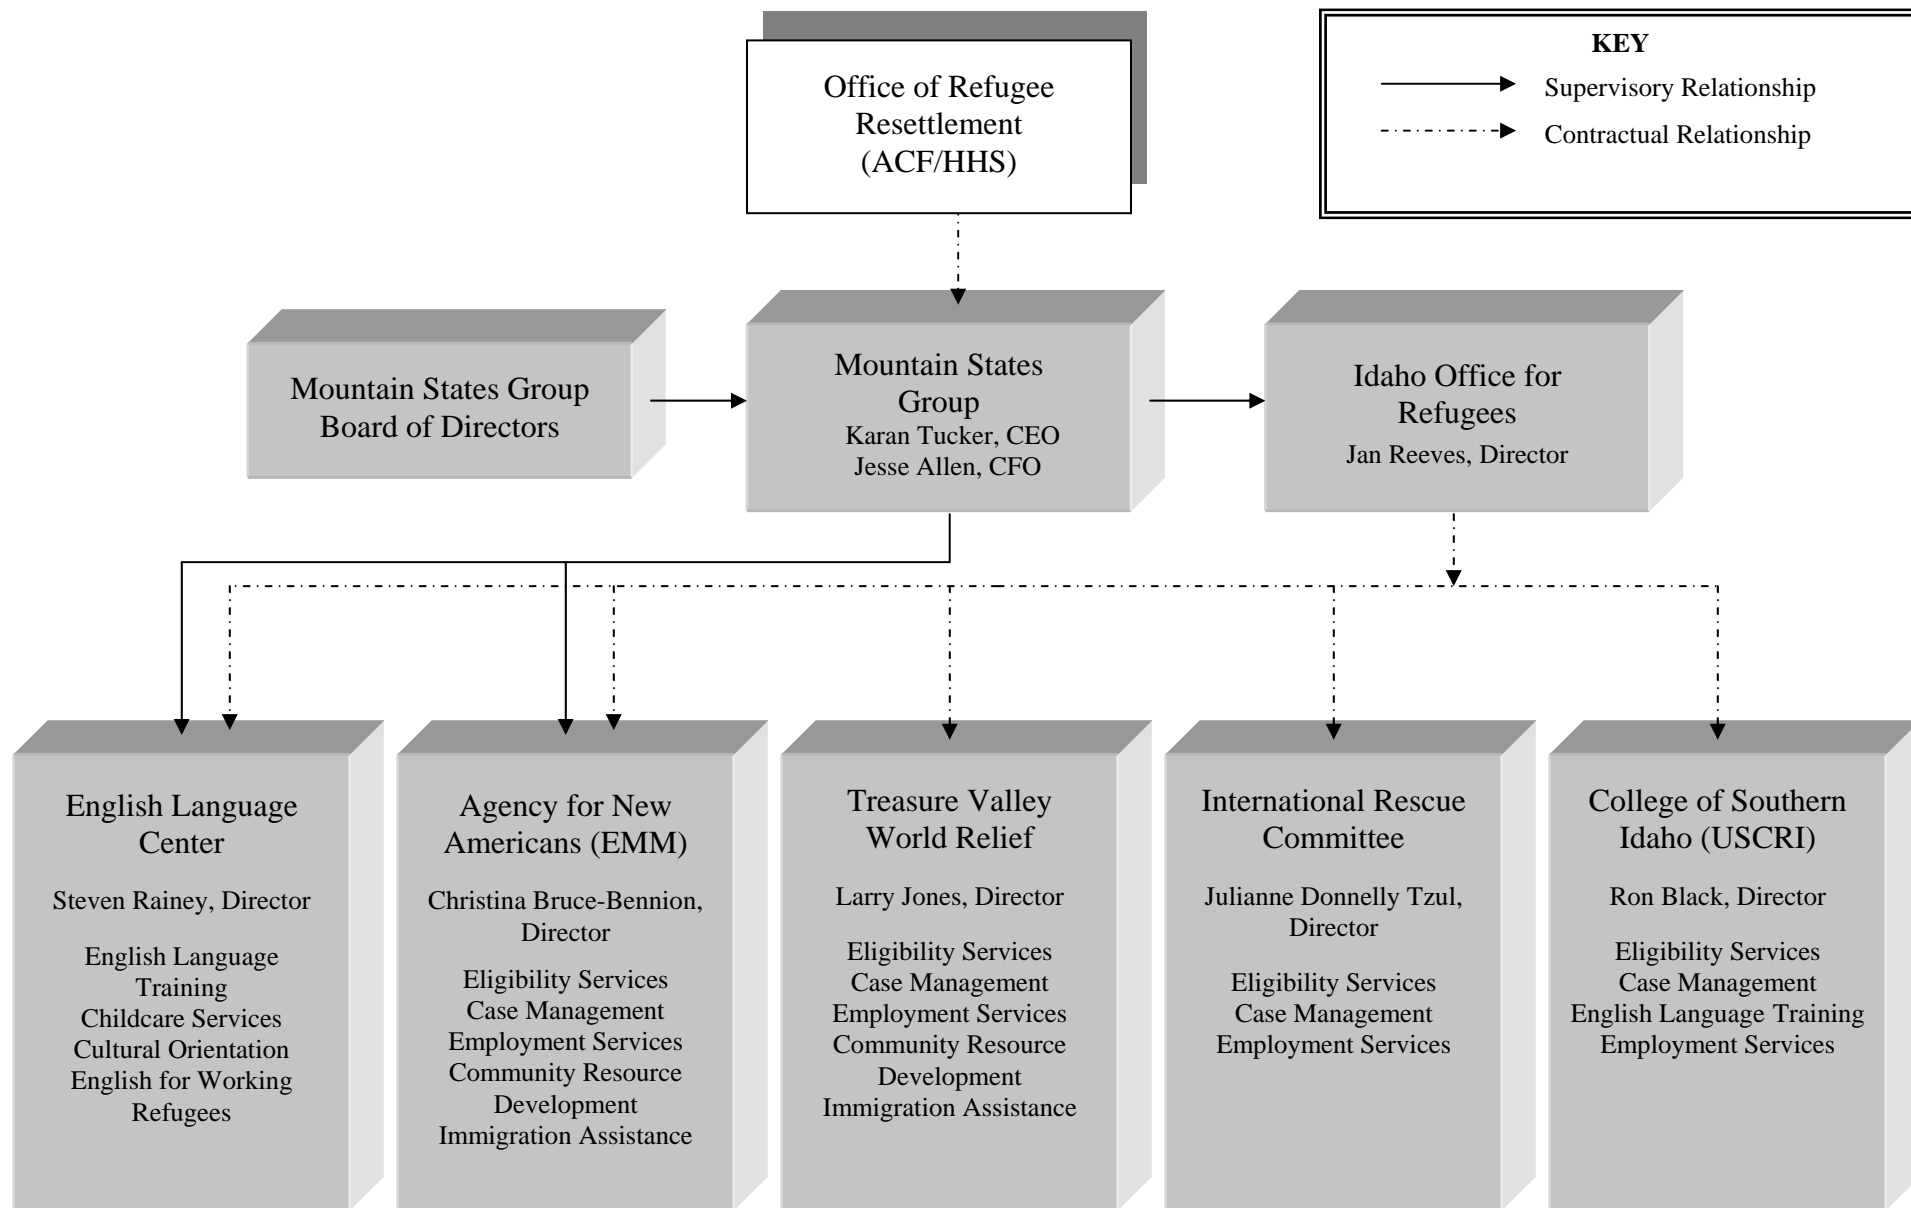 Office of Refugee
Resettlement
(ACF/HHS)
KEY
Supervisory Relationship
Contractual Relationship
Mountain States Group
Board of Directors
Mountain States
Group
Karan Tucker, CEO
Jesse Allen, CFO
Idaho Office for
Refugees
Jan Reeves, Director
English Language
Center
Steven Rainey, Director
English Language
Training
Childcare Services
Cultural Orientation
English for Working
Refugees
Agency for New
Americans (EMM)
Christina Bruce-Bennion,
Director
Eligibility Services
Case Management
Employment Services
Community Resource
Development
Immigration Assistance
Treasure Valley
World Relief
Larry Jones, Director
Eligibility Services
Case Management
Employment Services
Community Resource
Development
Immigration Assistance
International Rescue
Committee
Julianne Donnelly Tzul,
Director
Eligibility Services
Case Management
Employment Services
College of Southern
Idaho (USCRI)
Ron Black, Director
Eligibility Services
Case Management
English Language Training
Employment Services